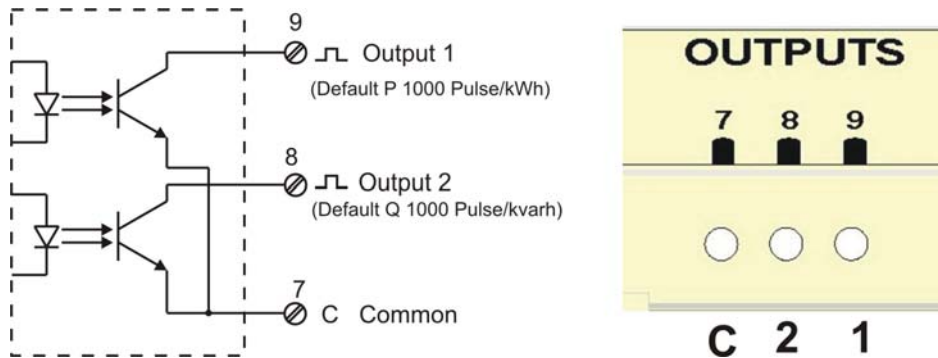 9
Output 1
(Default P 1000 Pulse/kWh)
8
Output 2
(Default Q 1000 Pulse/kvarh)
7
C Common
OUTPUTS
7 8 9
C 2 1